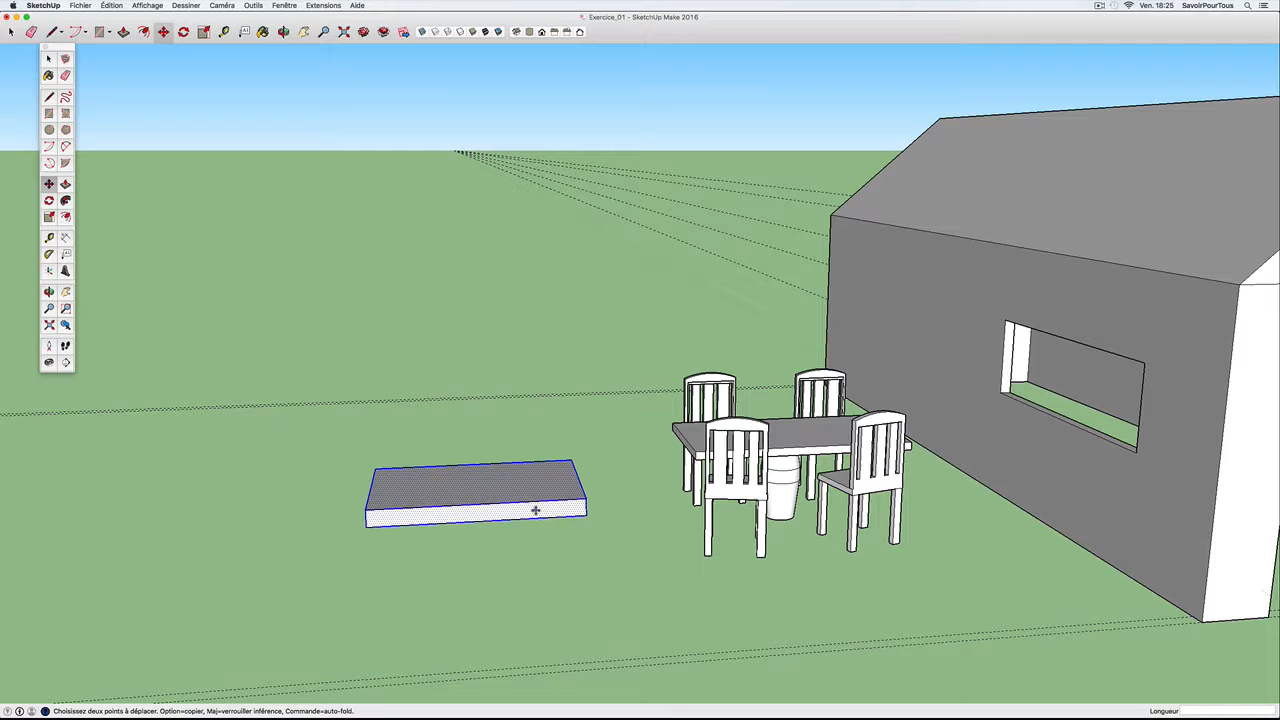 SketchUp Fichier Édition Affichage Dessiner Caméra Outils Fenêtre Extensions Aide Ven. 18:25 SavoirPourTous
Exercice_01 - SketchUp Make 2016
Choisissez deux points à déplacer. Option=copier, Maj=verrouiller inférence, Commande=auto-fold. Longueur